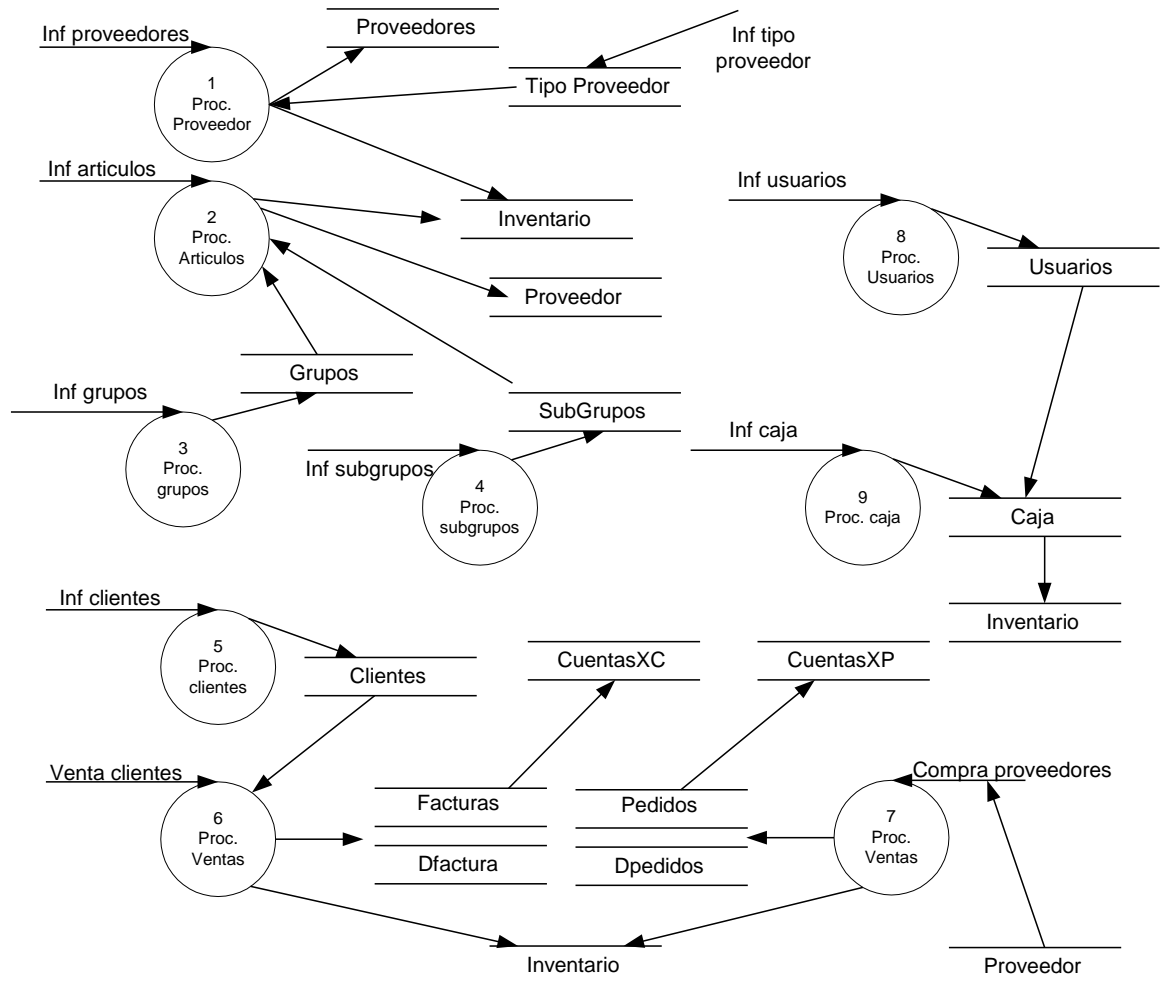 Inf proveedores
Proveedores
Inf tipo
proveedor
1
Proc.
Proveedor
Tipo Proveedor
Inf articulos
2
Proc.
Articulos
Inventario
Proveedor
Inf usuarios
8
Proc.
Usuarios
Usuarios
Grupos
Inf grupos
3
Proc.
grupos
SubGrupos
Inf subgrupos
4
Proc.
subgrupos
Inf caja
9
Proc. caja
Caja
Inventario
Inf clientes
5
Proc.
clientes
Clientes
CuentasXC
CuentasXP
Venta clientes
6
Proc.
Ventas
Facturas
Dfactura
Pedidos
Dpedidos
Compra proveedores
7
Proc.
Ventas
Inventario
Proveedor